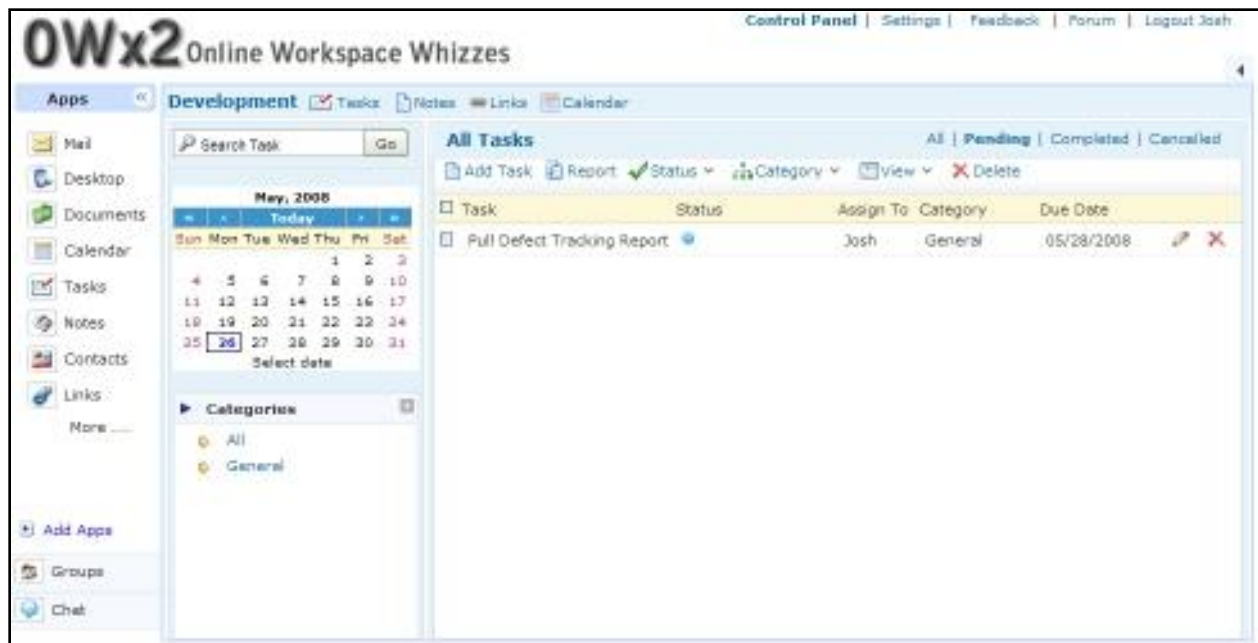 Control Panel | Settings | Feedback | Forum | Logout Josh
0Wx2 Online Workspace Whizzes
Apps «
Development Tasks Notes Links Calendar
Mail
Desktop
Documents
Calendar
Tasks
Notes
Contacts
Links
More .....
Add Apps
Groups
Chat
Search Task Go
May, 2008
« ‹ Today › »
Sun Mon Tue Wed Thu Fri Sat
1 2 3
4 5 6 7 8 9 10
11 12 13 14 15 16 17
18 19 20 21 22 23 24
25 26 27 28 29 30 31
Select date
Categories
All
General
All Tasks All | Pending | Completed | Cancelled
Add Task Report Status Category View Delete
Task Status Assign To Category Due Date
Pull Defect Tracking Report Josh General 05/28/2008